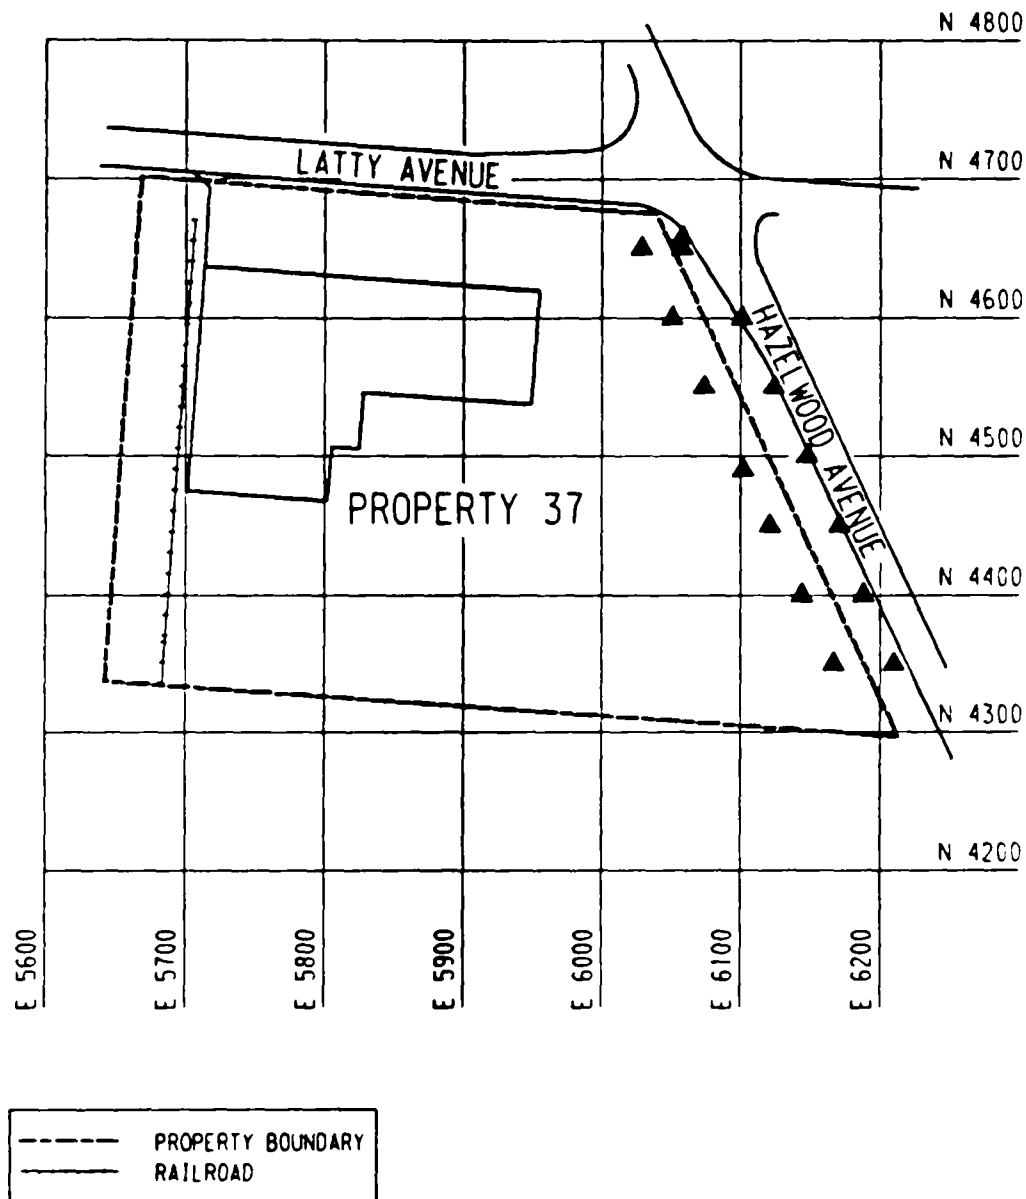 N 4800
LATTY AVENUE
N 4700
N 4600
HAZELWOOD AVENUE
N 4500
PROPERTY 37
N 4400
N 4300
N 4200
E 5600
E 5700
E 5800
E 5900
E 6000
E 6100
E 6200
PROPERTY BOUNDARY
RAILROAD